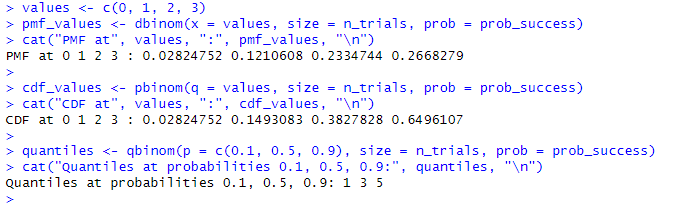 > values <- c(0, 1, 2, 3)
> pmf_values <- dbinom(x = values, size = n_trials, prob = prob_success)
> cat("PMF at", values, ":", pmf_values, "\n")
PMF at 0 1 2 3 : 0.02824752 0.1210608 0.2334744 0.2668279
>
> cdf_values <- pbinom(q = values, size = n_trials, prob = prob_success)
> cat("CDF at", values, ":", cdf_values, "\n")
CDF at 0 1 2 3 : 0.02824752 0.1493083 0.3827828 0.6496107
>
> quantiles <- qbinom(p = c(0.1, 0.5, 0.9), size = n_trials, prob = prob_success)
> cat("Quantiles at probabilities 0.1, 0.5, 0.9:", quantiles, "\n")
Quantiles at probabilities 0.1, 0.5, 0.9: 1 3 5
>